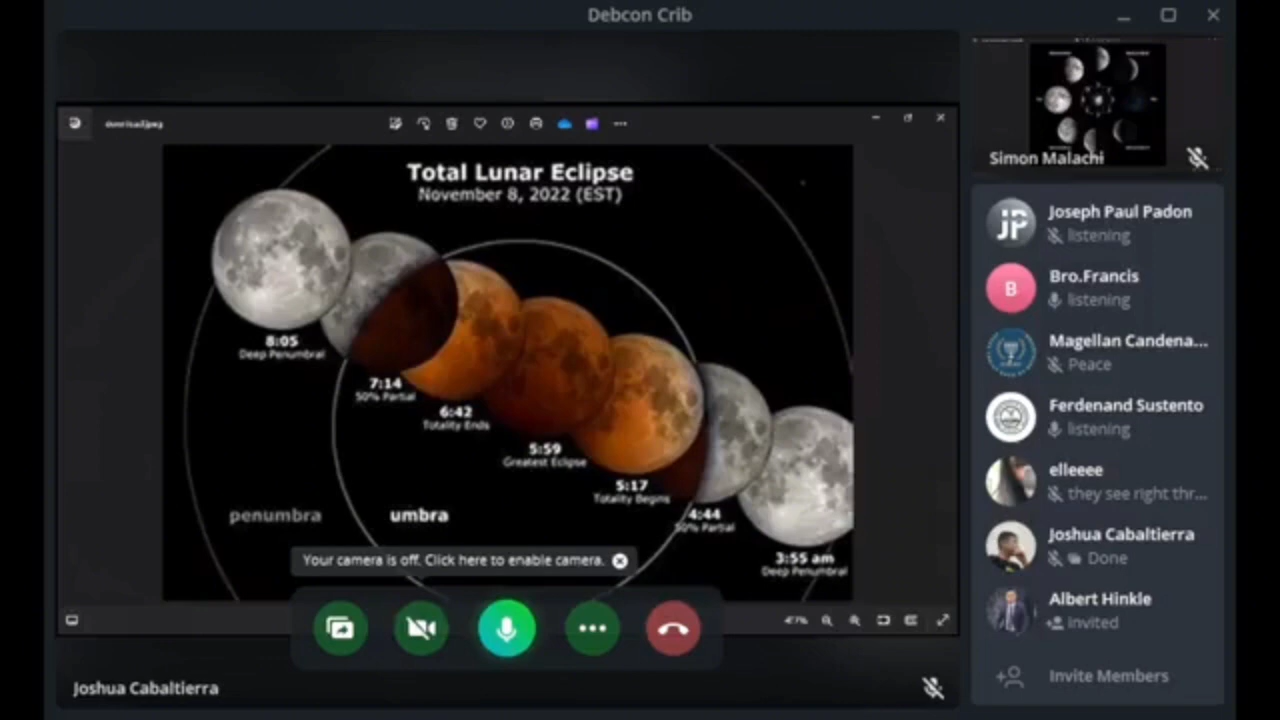 Debcon Crib
Total Lunar Eclipse
November 8, 2022 (EST)
8:05
Deep Penumbral
7:14
50% Partial
6:42
Totality Ends
5:59
Greatest Eclipse
5:17
Totality Begins
4:44
50% Partial
3:55 am
Deep Penumbral
penumbra
umbra
Your camera is off. Click here to enable camera.
Joshua Cabaltierra
Simon Malachi
JP
Joseph Paul Padon
listening
B
Bro.Francis
listening
Magellan Candena...
Peace
Ferdenand Sustento
listening
elleeee
they see right thr...
Joshua Cabaltierra
Done
Albert Hinkle
invited
Invite Members